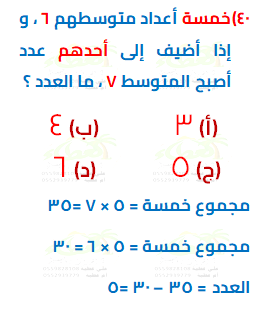 ٤٠)خمسة أعداد متوسطهم ٦ ، و
إذا أضيف إلى أحدهم عدد
أصبح المتوسط ٧ ، ما العدد ؟
(أ) ٣ (ب) ٤
(ج) ٥ (د) ٦
مجموع خمسة = ٥ × ٧ =٣٥
مجموع خمسة = ٥ × ٦ =٣٠
العدد = ٣٥ – ٣٠ =٥